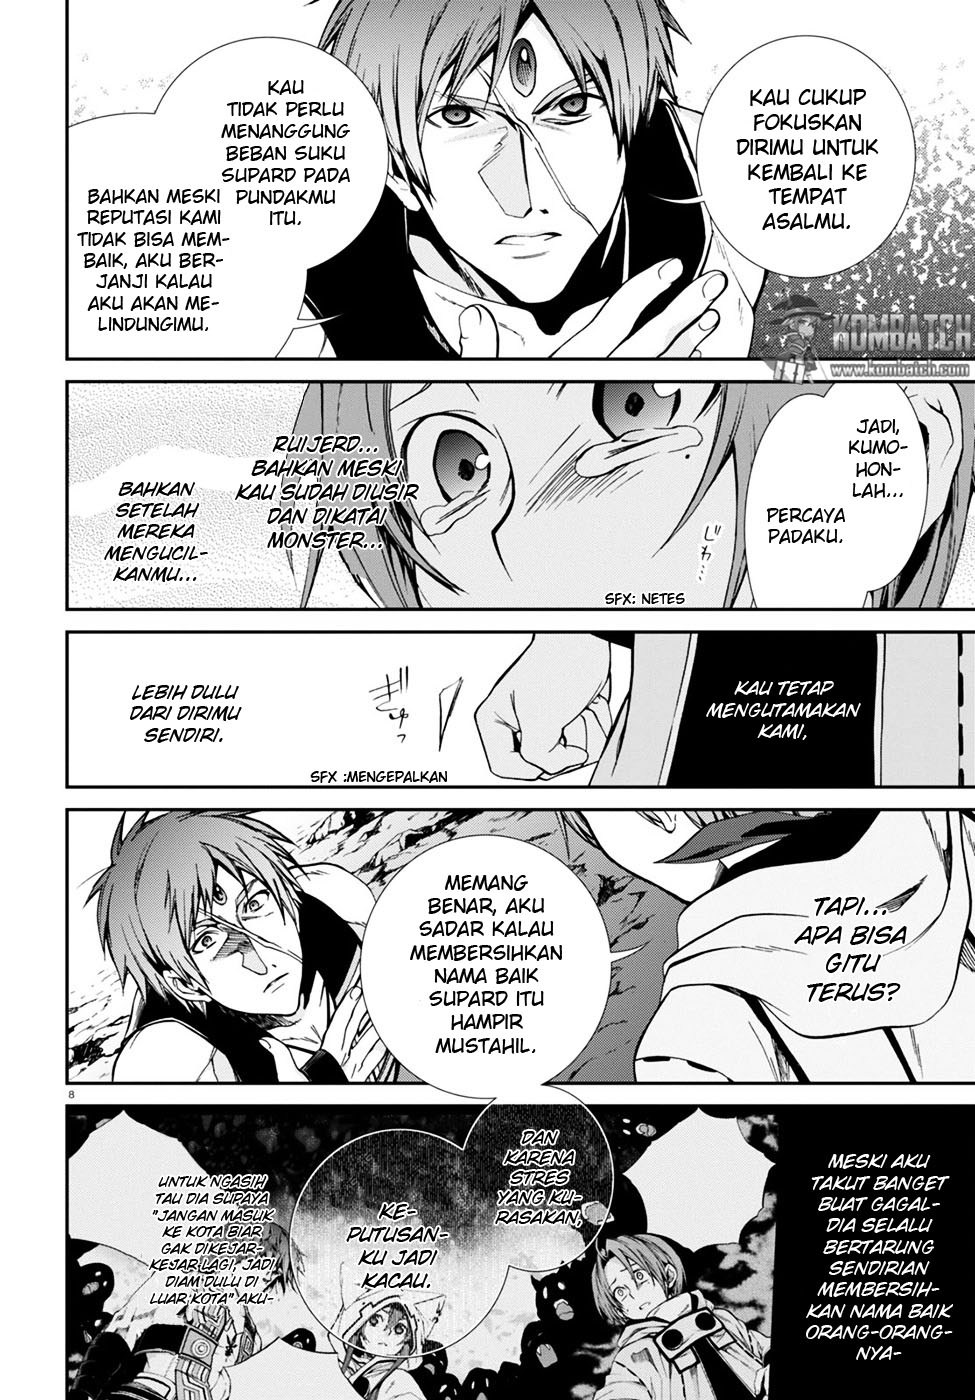 KAU CUKUP
FOKUSKAN
DIRIMU UNTUK
KEMBALI KE
TEMPAT
ASALMU.
KAU
TIDAK PERLU
MENANGGUNG
BEBAN SUKU
SUPARD PADA
PUNDAKMU
ITU.
BAHKAN MESKI
REPUTASI KAMI
TIDAK BISA MEM-
BAIK, AKU BER-
JANJI KALAU
AKU AKAN ME-
LINDUNGIMU.
KOMBATCH
www.kombatch.com
JADI,
KUMO-
HON-
LAH...
PERCAYA
PADAKU.
じわ…
SFX: NETES
RUIJERD...
BAHKAN MESKI
KAU SUDAH DIUSIR
DAN DIKATAI
MONSTER...
BAHKAN
SETELAH
MEREKA
MENGUCIL-
KANMU...
KAU TETAP
MENGUTAMAKAN
KAMI,
ぎゅっ
SFX :MENGEPALKAN
LEBIH DULU
DARI DIRIMU
SENDIRI.
TAPI...
APA BISA
GITU
TERUS?
MEMANG
BENAR, AKU
SADAR KALAU
MEMBERSIHKAN
NAMA BAIK
SUPARD ITU
HAMPIR
MUSTAHIL.
8
MESKI AKU
TAKUT BANGET
BUAT GAGAL-
DIA SELALU
BERTARUNG
SENDIRIAN
MEMBERSIH-
KAN NAMA BAIK
ORANG-ORANG-
NYA-
DAN
KARENA
STRES
YANG KU-
RASAKAN,
KE-
PUTUSAN-
KU JADI
KACAU.
UNTUK NGASIH
TAU DIA SUPAYA
"JANGAN MASUK
KE KOTA BIAR
GAK DIKEJAR-
KEJAR LAGI, JADI
DIAM DULU DI
LUAR KOTA" AKU-